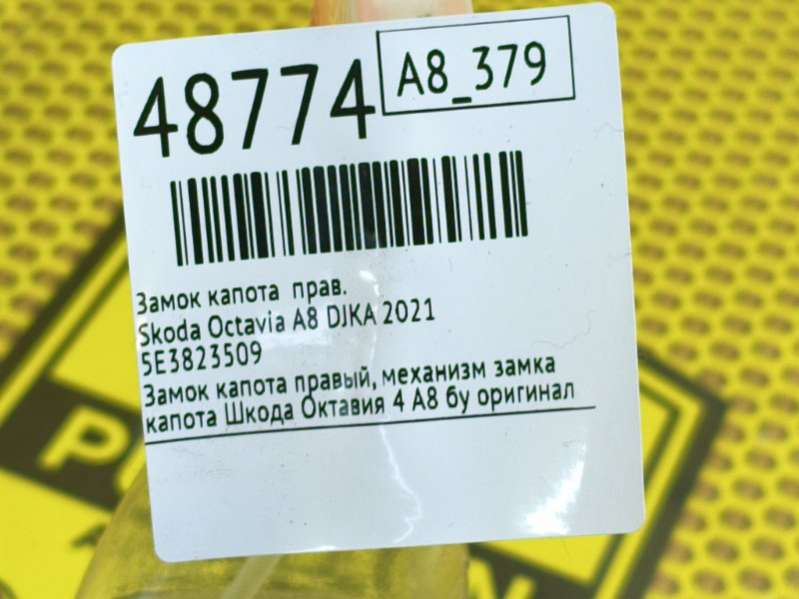 48774
A8_379
Замок капота прав.
Skoda Octavia A8 DJKA 2021
5E3823509
Замок капота правый, механизм замка
капота Шкода Октавия 4 А8 бу оригинал